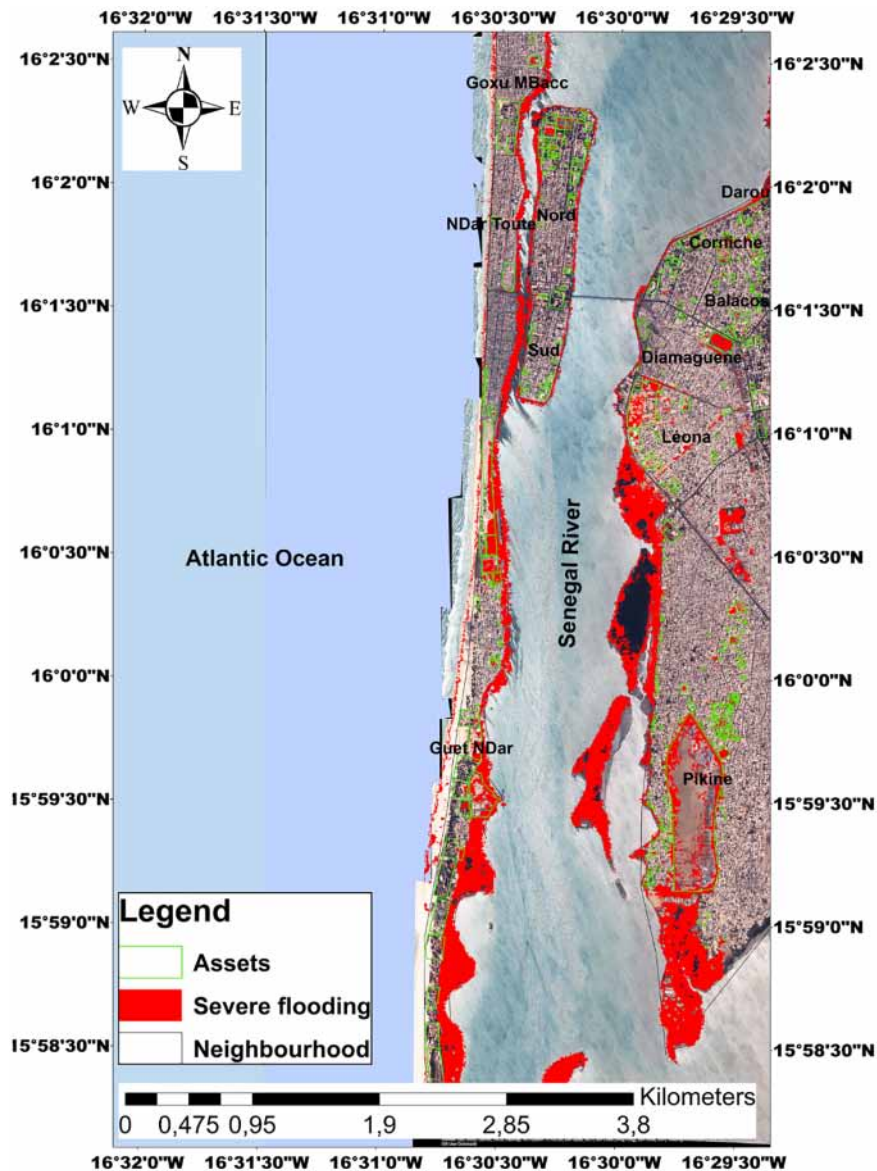 16°32'0"W 16°31'0"W 16°30'30"W 16°30'0"W 16°29'30"W
16°2'30"N
16°2'30"N
N
W E
S
Goxu MBacc
16°2'0"N
16°2'0"N
Darou
NDar Toute
Nord
Corniche
Balacos
16°1'30"N
16°1'30"N
Sud
Diamaguene
16°1'0"N
16°1'0"N
Léona
Atlantic Ocean
Senegal River
16°0'30"N
16°0'30"N
16°0'0"N
16°0'0"N
Guet NDar
Pikine
15°59'30"N
15°59'30"N
15°59'0"N
15°59'0"N
Legend
Assets
Severe flooding
Neighbourhood
15°58'30"N
15°58'30"N
Kilometers
0 0,475 0,95 1,9 2,85 3,8
16°32'0"W 16°31'30"W 16°31'0"W 16°30'30"W 16°30'0"W 16°29'30"W